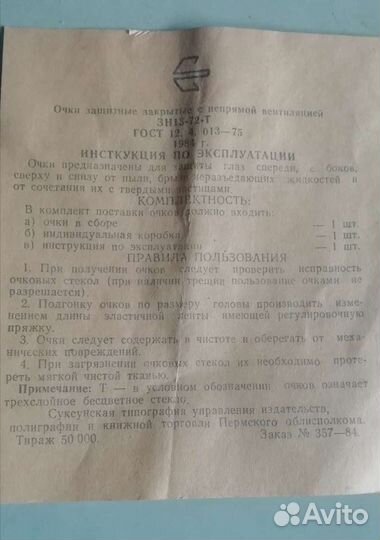 Очки защитные закрытые с непрямой вентиляцией
ЗН13-72-Т
ГОСТ 12. 4. 013—75
1984 г.
ИНСТКУКЦИЯ ПО ЭКСПЛУАТАЦИИ
Очки предназначены для защиты глаз спереди, с боков,
сверху и снизу от пыли, брызг неразъедающих жидкостей и
от сочетания их с твердыми частицами
КОМПЛЕКТНОСТЬ:
В комплект поставки очков должно входить:
а) очки в сборе — 1 шт.
б) индивидуальная коробка — 1 шт.
в) инструкция по эксплуатации — 1 шт.
ПРАВИЛА ПОЛЬЗОВАНИЯ
1. При получении очков следует проверить исправность
очковых стекол (при наличии трещин пользование очками не
разрешается)
2. Подгонку очков по размеру головы производить изме-
нением длины эластичной ленты имеющей регулировочную
пряжку.
3. Очки следует содержать в чистоте и оберегать от меха-
нических повреждений.
4. При загрязнении очковых стекол их необходимо проте-
реть мягкой чистой тканью.
Примечание: Т — в условном обозначении очков означает
трехслойное бесцветное стекло.
Суксунская типография управления издательств,
полиграфии и книжной торговли Пермского облисполкома.
Тираж 50 000. Заказ № 357—84.
Avito